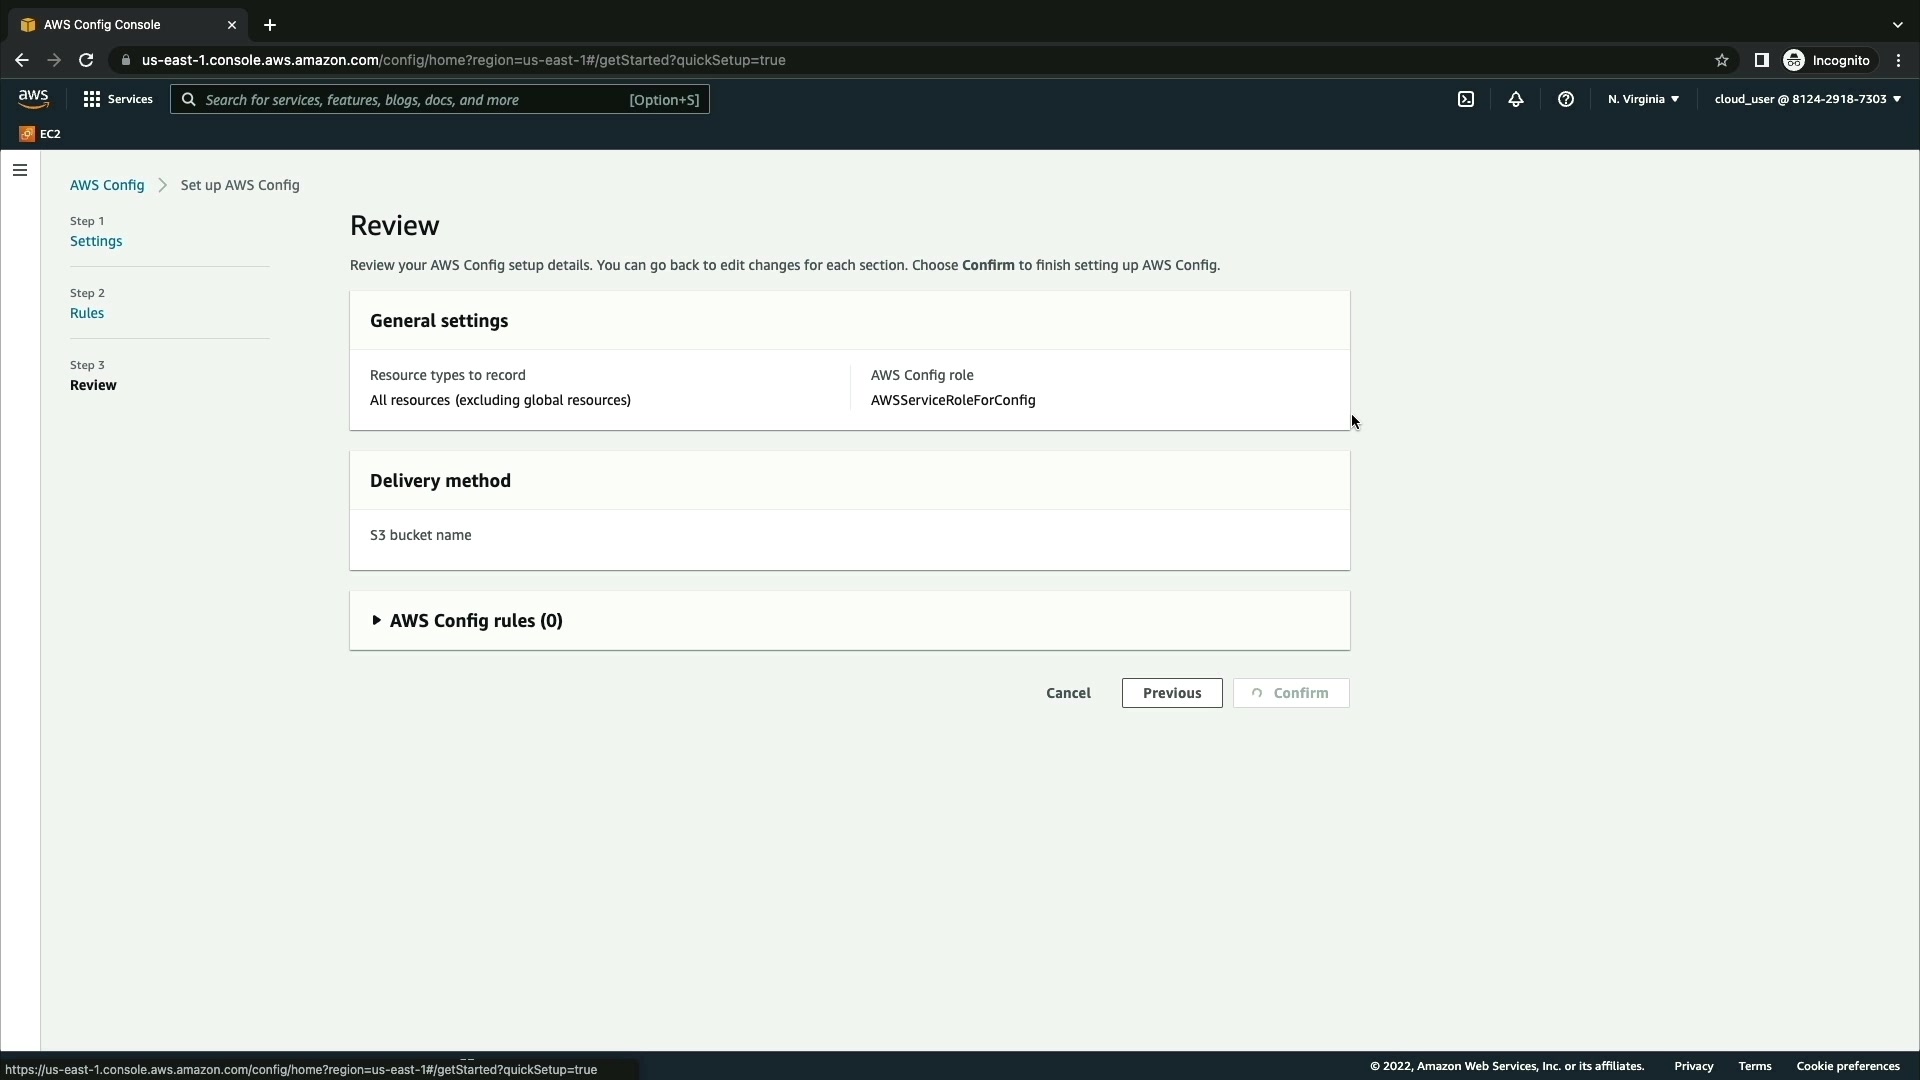 AWS Config Console
us-east-1.console.aws.amazon.com/config/home?region=us-east-1#/getStarted?quickSetup=true
Incognito
aws
Services
Search for services, features, blogs, docs, and more
[Option+S]
N. Virginia
cloud_user @ 8124-2918-7303
EC2
AWS Config
Set up AWS Config
Step 1
Settings
Step 2
Rules
Step 3
Review
Review
Review your AWS Config setup details. You can go back to edit changes for each section. Choose Confirm to finish setting up AWS Config.
General settings
Resource types to record
All resources (excluding global resources)
AWS Config role
AWSServiceRoleForConfig
Delivery method
S3 bucket name
AWS Config rules (0)
Cancel
Previous
Confirm
https://us-east-1.console.aws.amazon.com/config/home?region=us-east-1#/getStarted?quickSetup=true
© 2022, Amazon Web Services, Inc. or its affiliates.
Privacy
Terms
Cookie preferences